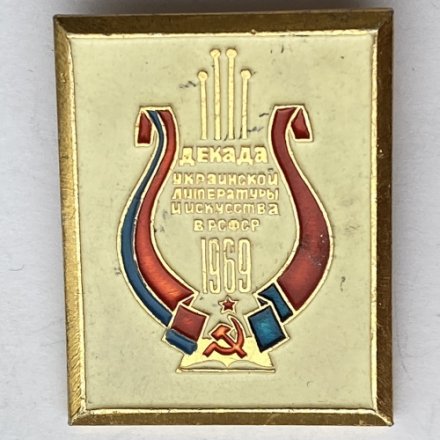 ДЕКАДА
УКРАИНСКОЙ
ЛИТЕРАТУРЫ
И ИСКУССТВА
В РСФСР
1969